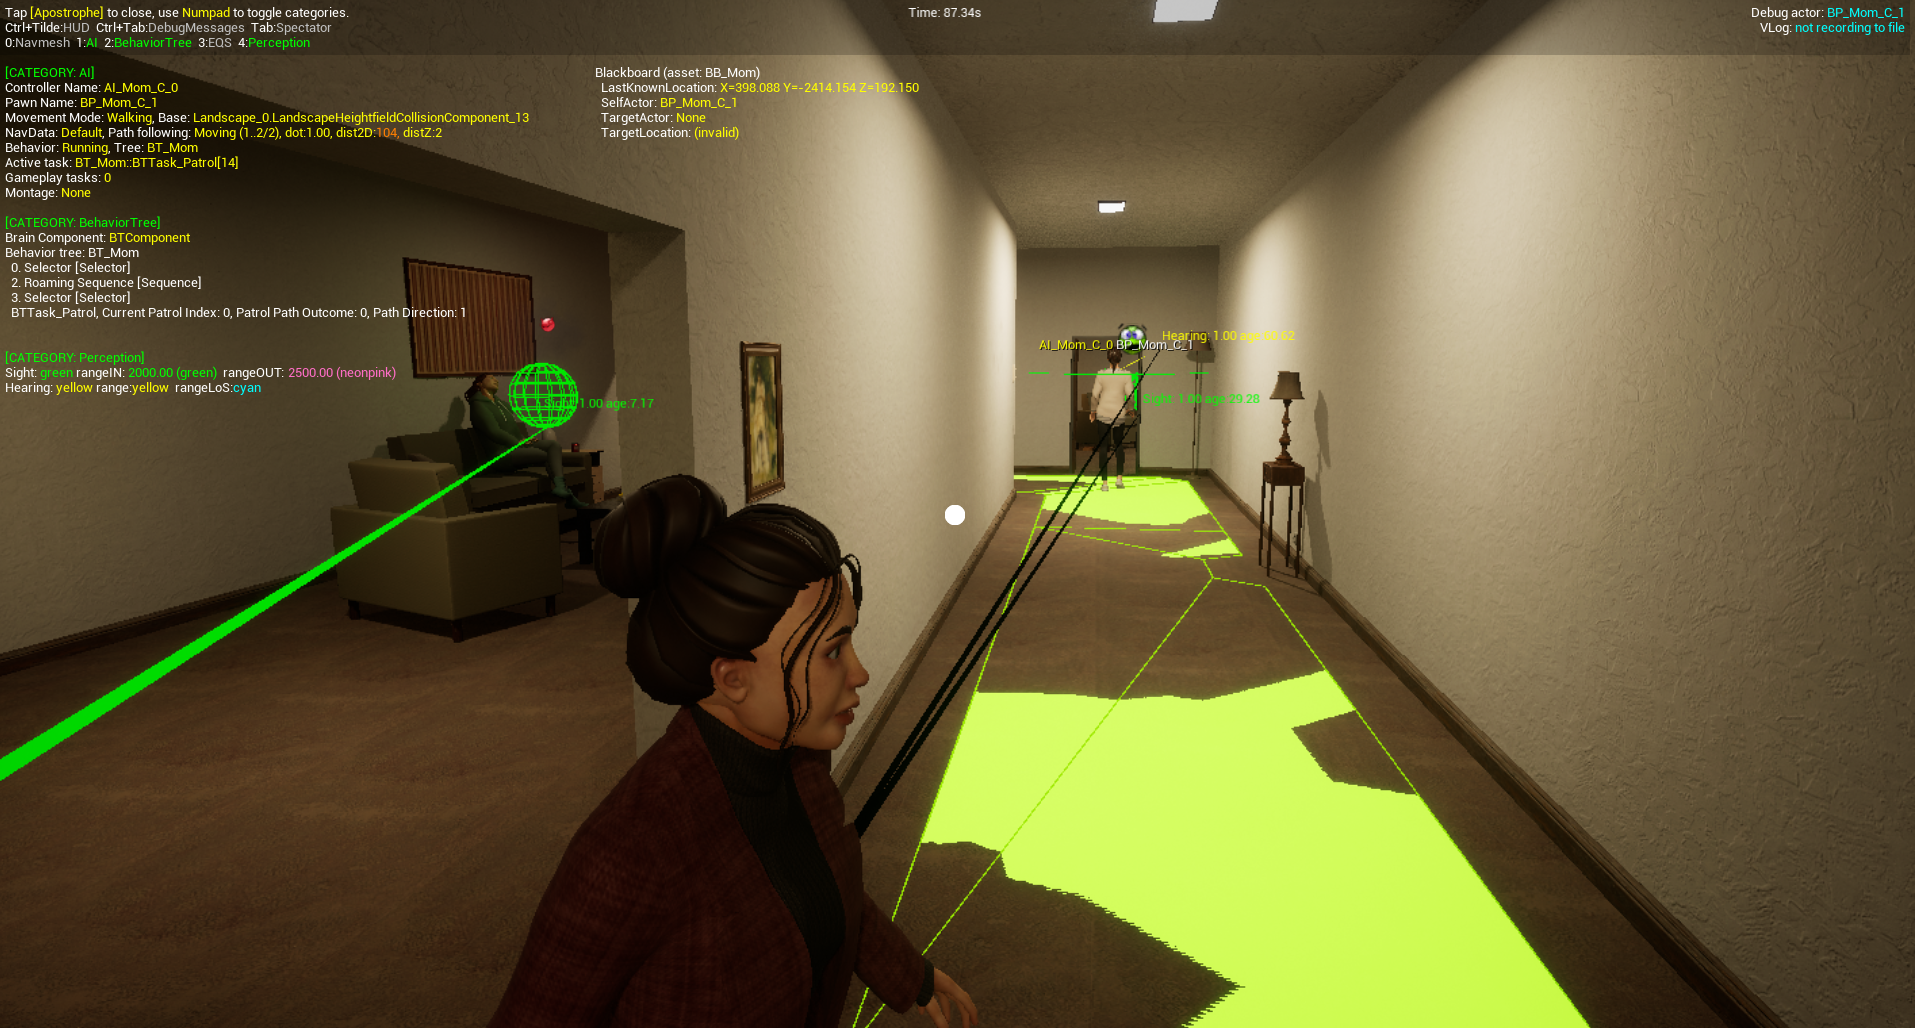 Tap [Apostrophe] to close, use Numpad to toggle categories.
Ctrl+Tilde:HUD Ctrl+Tab:DebugMessages Tab:Spectator
0:Navmesh 1:AI 2:BehaviorTree 3:EQS 4:Perception
Time: 87.34s
Debug actor: BP_Mom_C_1
VLog: not recording to file
[CATEGORY: AI]
Controller Name: AI_Mom_C_0
Pawn Name: BP_Mom_C_1
Movement Mode: Walking, Base: Landscape_0.LandscapeHeightfieldCollisionComponent_13
NavData: Default, Path following: Moving (1..2/2), dot:1.00, dist2D:104, distZ:2
Behavior: Running, Tree: BT_Mom
Active task: BT_Mom::BTTask_Patrol[14]
Gameplay tasks: 0
Montage: None
Blackboard (asset: BB_Mom)
LastKnownLocation: X=398.088 Y=-2414.154 Z=192.150
SelfActor: BP_Mom_C_1
TargetActor: None
TargetLocation: (invalid)
[CATEGORY: BehaviorTree]
Brain Component: BTComponent
Behavior tree: BT_Mom
0. Selector [Selector]
2. Roaming Sequence [Sequence]
3. Selector [Selector]
BTTask_Patrol, Current Patrol Index: 0, Patrol Path Outcome: 0, Path Direction: 1
[CATEGORY: Perception]
Sight: green rangeIN: 2000.00 (green) rangeOUT: 2500.00 (neonpink)
Hearing: yellow range:yellow rangeLoS:cyan
Hearing: 1.00 age:60.62
AI_Mom_C_0 BP_Mom_C_1
Sight: 1.00 age:29.28
Sight: 1.00 age:7.17